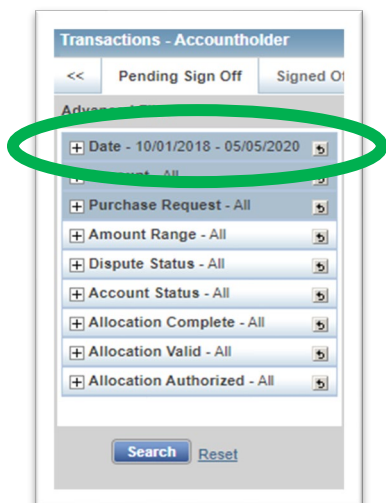 Transactions - Accountholder
<< Pending Sign Off Signed
Date - 10/01/2018 - 05/05/2020
All
Purchase Request - All
Amount Range - All
Dispute Status - All
Account Status - All
Allocation Complete - All
Allocation Valid - All
Allocation Authorized - All
Search Reset